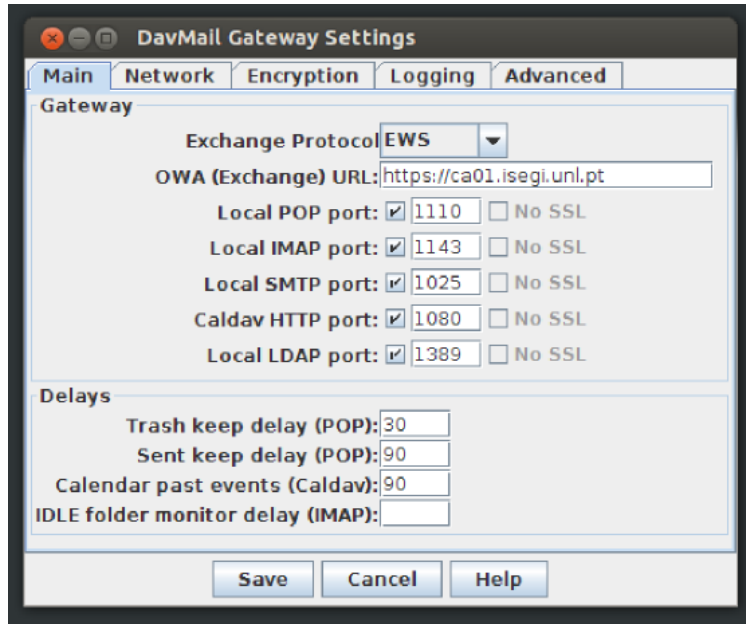 DavMail Gateway Settings
Main Network Encryption Logging Advanced
Gateway
Exchange Protocol EWS
OWA (Exchange) URL: https://ca01.isegi.unl.pt
Local POP port: 1110 No SSL
Local IMAP port: 1143 No SSL
Local SMTP port: 1025 No SSL
Caldav HTTP port: 1080 No SSL
Local LDAP port: 1389 No SSL
Delays
Trash keep delay (POP): 30
Sent keep delay (POP): 90
Calendar past events (Caldav): 90
IDLE folder monitor delay (IMAP):
Save Cancel Help